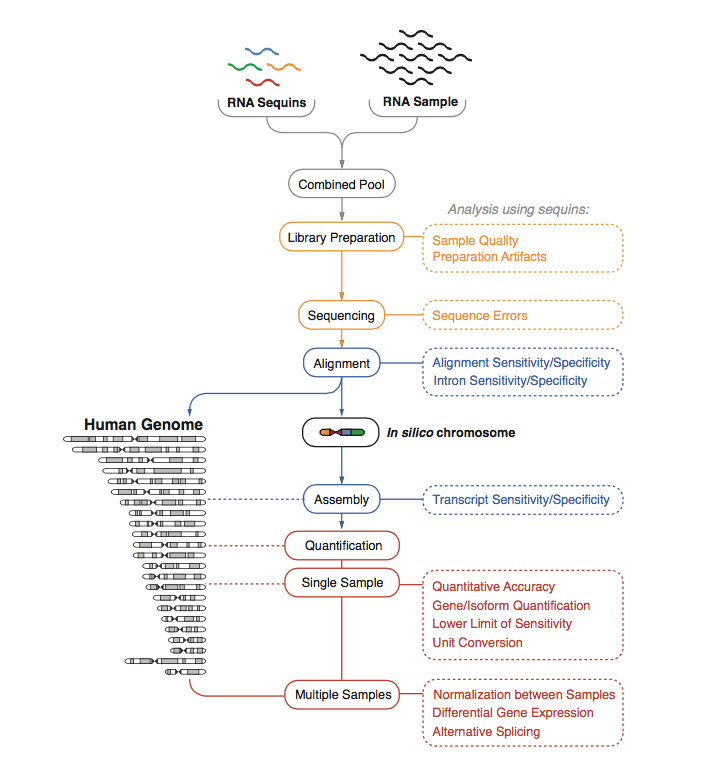 RNA Sequins
RNA Sample
Combined Pool
Analysis using sequins:
Library Preparation
Sample Quality
Preparation Artifacts
Sequencing
Sequence Errors
Alignment
Alignment Sensitivity/Specificity
Intron Sensitivity/Specificity
Human Genome
In silico chromosome
Assembly
Transcript Sensitivity/Specificity
Quantification
Single Sample
Quantitative Accuracy
Gene/Isoform Quantification
Lower Limit of Sensitivity
Unit Conversion
Multiple Samples
Normalization between Samples
Differential Gene Expression
Alternative Splicing